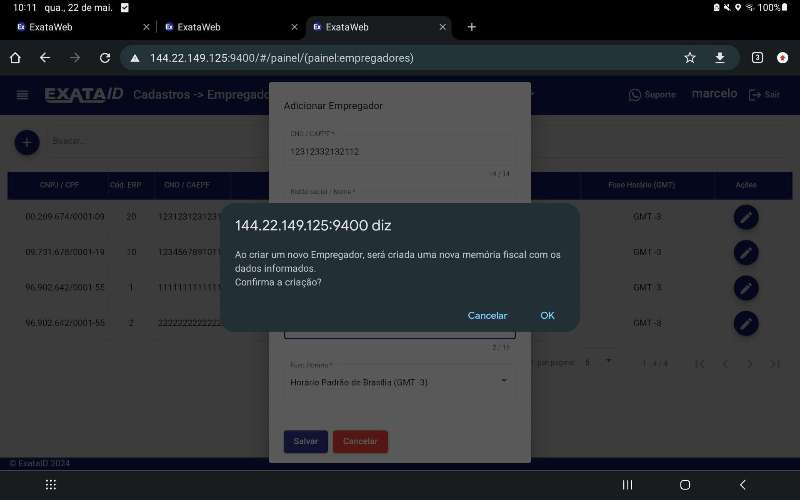 10:11 qua., 22 de mai. 100%
ExataWeb ExataWeb ExataWeb
144.22.149.125:9400/#/painel/(painel:empregadores)
EXATAID Cadastros -> Empregado Suporte marcelo Sair
Adicionar Empregador
CNO / CAEPF *
Buscar...
12312332132112
14 / 14
CNPJ / CPF Cód. ERP CNO / CAEPF Fuso Horário (GMT) Ações
Razão social / Nome *
00.209.674/0001-09 20 1231231231231 GMT -3
144.22.149.125:9400 diz
09.731.678/0001-19 10 1234567891011 GMT -3
Ao criar um novo Empregador, será criada uma nova memória fiscal com os
dados informados.
Confirma a criação?
96.902.642/0001-55 1 GMT -3
Cancelar OK
96.902.642/0001-55 2 GMT -3
2 / 15
por página: 5 1 - 4 / 4
Fuso Horário *
Horário Padrão de Brasília (GMT -3)
Salvar Cancelar
© ExataID 2024